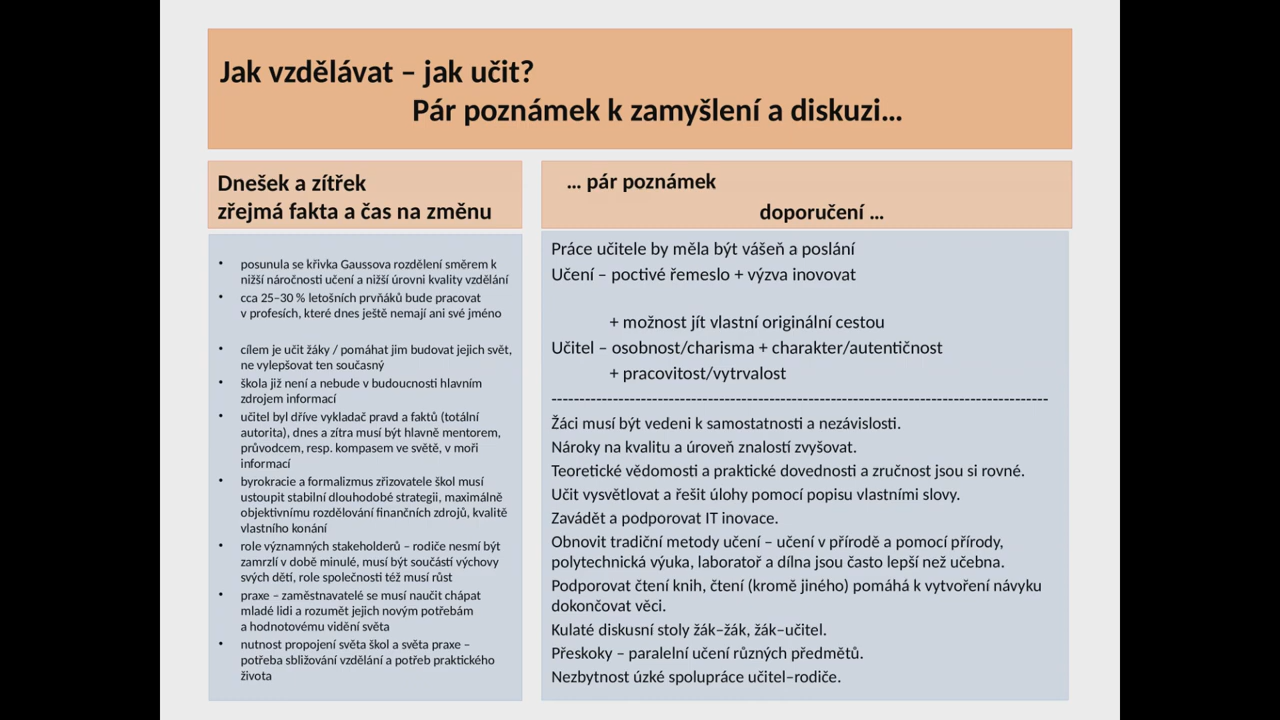 Jak vzdělávat – jak učit?
Pár poznámek k zamyšlení a diskuzi…
Dnešek a zítřek
zřejmá fakta a čas na změnu
• posunula se křivka Gaussova rozdělení směrem k
nižší náročnosti učení a nižší úrovni kvality vzdělání
• cca 25–30 % letošních prvňáků bude pracovat
v profesích, které dnes ještě nemají ani své jméno
• cílem je učit žáky / pomáhat jim budovat jejich svět,
ne vylepšovat ten současný
• škola již není a nebude v budoucnosti hlavním
zdrojem informací
• učitel byl dříve vykladač pravd a faktů (totální
autorita), dnes a zítra musí být hlavně mentorem,
průvodcem, resp. kompasem ve světě, v moři
informací
• byrokracie a formalizmus zřizovatele škol musí
ustoupit stabilní dlouhodobé strategii, maximálně
objektivnímu rozdělování finančních zdrojů, kvalitě
vlastního konání
• role významných stakeholderů – rodiče nesmí být
zamrzlí v době minulé, musí být součástí výchovy
svých dětí, role společnosti též musí růst
• praxe – zaměstnavatelé se musí naučit chápat
mladé lidi a rozumět jejich novým potřebám
a hodnotovému vidění světa
• nutnost propojení světa škol a světa praxe –
potřeba sbližování vzdělání a potřeb praktického
života
… pár poznámek
doporučení …
Práce učitele by měla být vášeň a poslání
Učení – poctivé řemeslo + výzva inovovat
+ možnost jít vlastní originální cestou
Učitel – osobnost/charisma + charakter/autentičnost
+ pracovitost/vytrvalost
------------------------------------------------------------------------------------------
Žáci musí být vedeni k samostatnosti a nezávislosti.
Nároky na kvalitu a úroveň znalostí zvyšovat.
Teoretické vědomosti a praktické dovednosti a zručnost jsou si rovné.
Učit vysvětlovat a řešit úlohy pomocí popisu vlastními slovy.
Zavádět a podporovat IT inovace.
Obnovit tradiční metody učení – učení v přírodě a pomocí přírody,
polytechnická výuka, laboratoř a dílna jsou často lepší než učebna.
Podporovat čtení knih, čtení (kromě jiného) pomáhá k vytvoření návyku
dokončovat věci.
Kulaté diskusní stoly žák–žák, žák–učitel.
Přeskoky – paralelní učení různých předmětů.
Nezbytnost úzké spolupráce učitel–rodiče.